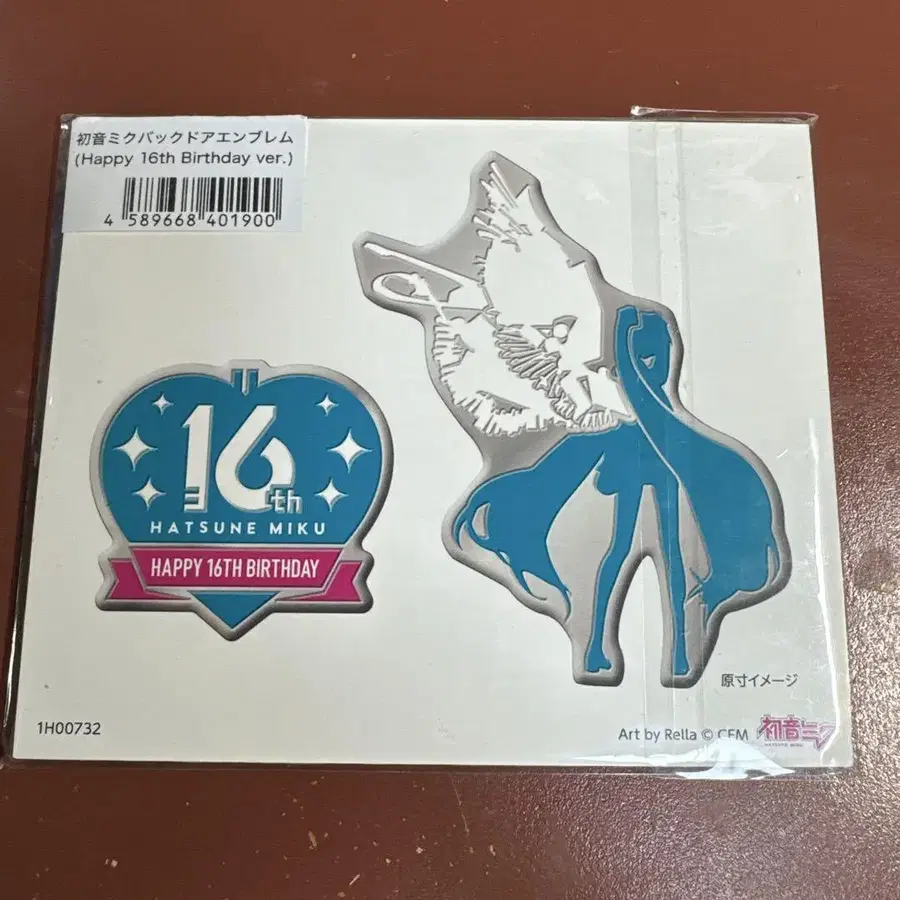 初音ミクバックドアエンブレム
(Happy 16th Birthday ver.)
4 589668 401900
16th
HATSUNE MIKU
HAPPY 16TH BIRTHDAY
原寸イメージ
1H00732
Art by Rella © CFM
初音ミク
HATSUNE MIKU